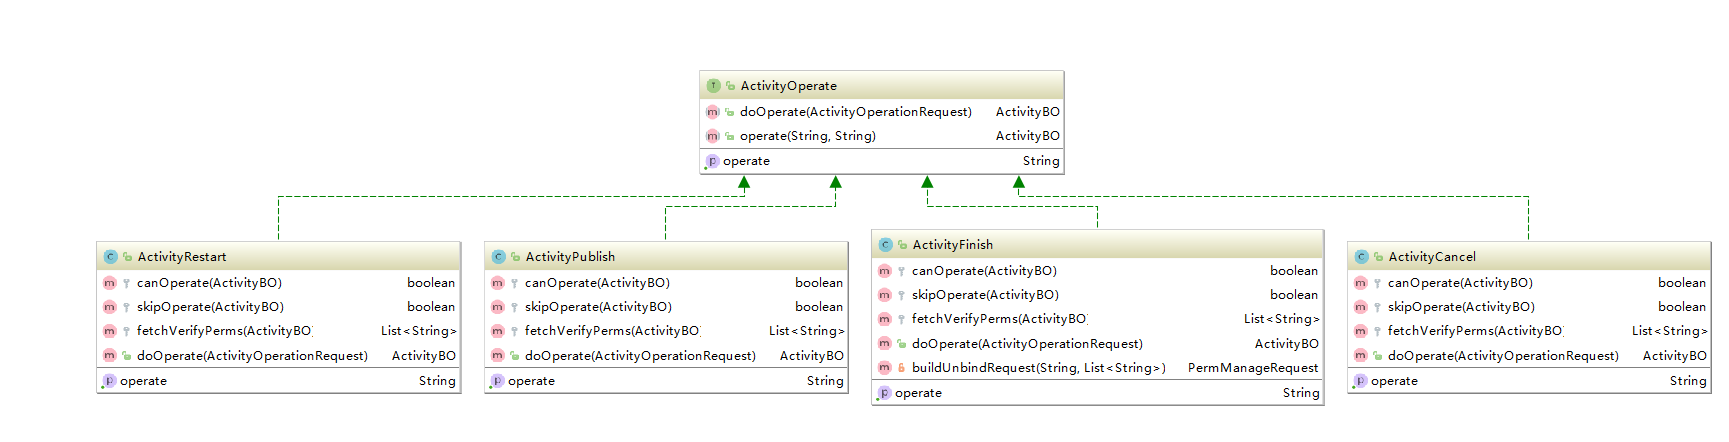 ActivityOperate
doOperate(ActivityOperationRequest) ActivityBO
operate(String, String) ActivityBO
operate String
ActivityRestart
canOperate(ActivityBO) boolean
skipOperate(ActivityBO) boolean
fetchVerifyPerms(ActivityBO) List<String>
doOperate(ActivityOperationRequest) ActivityBO
operate String
ActivityPublish
canOperate(ActivityBO) boolean
skipOperate(ActivityBO) boolean
fetchVerifyPerms(ActivityBO) List<String>
doOperate(ActivityOperationRequest) ActivityBO
operate String
ActivityFinish
canOperate(ActivityBO) boolean
skipOperate(ActivityBO) boolean
fetchVerifyPerms(ActivityBO) List<String>
doOperate(ActivityOperationRequest) ActivityBO
buildUnbindRequest(String, List<String>) PermManageRequest
operate String
ActivityCancel
canOperate(ActivityBO) boolean
skipOperate(ActivityBO) boolean
fetchVerifyPerms(ActivityBO) List<String>
doOperate(ActivityOperationRequest) ActivityBO
operate String